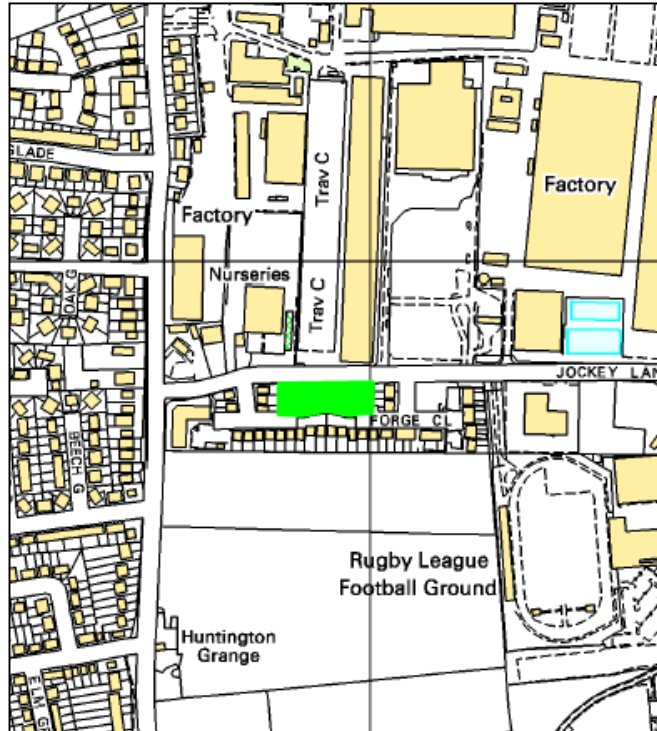 GLADE
Trav C
Factory
Factory
Nurseries
OAK G
Trav C
JOCKEY LAN
FORGE CL
BEECH G
Rugby League
Football Ground
Huntington
Grange
ELM G